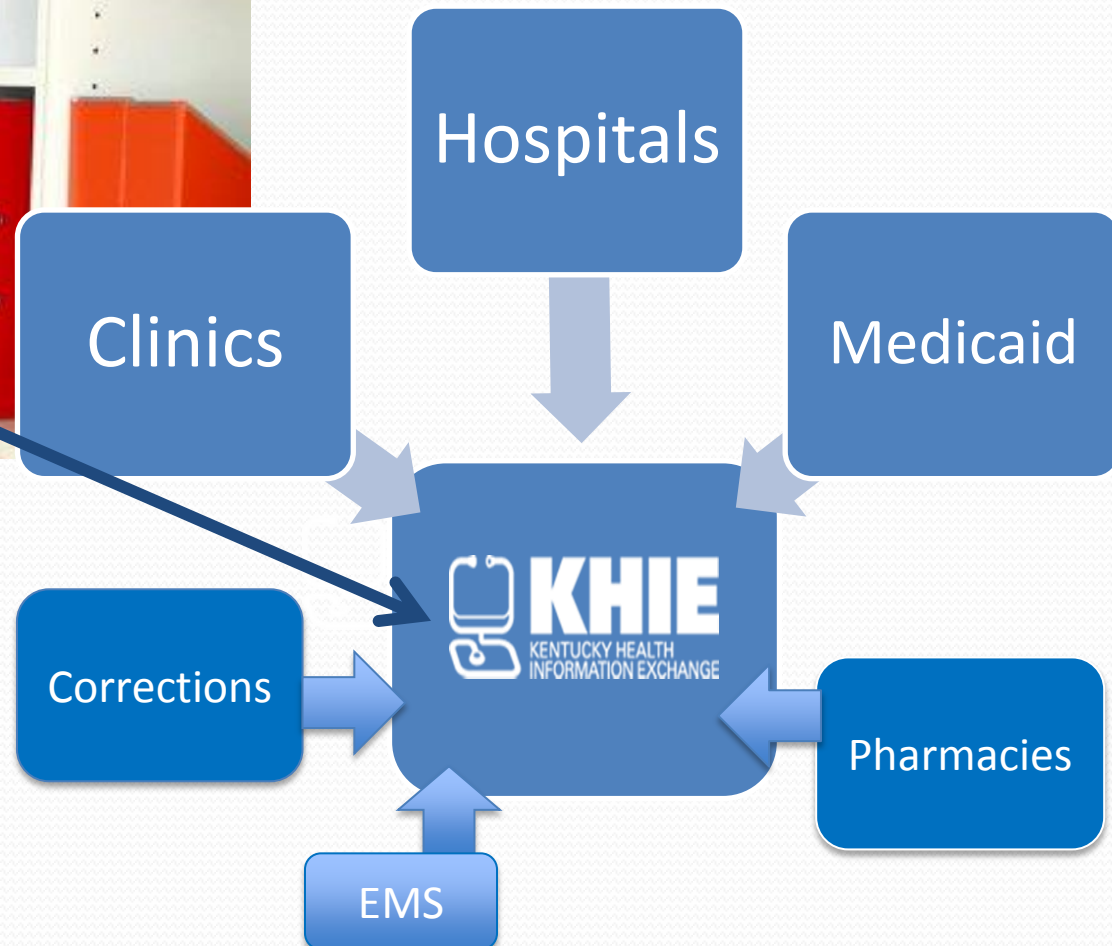 Hospitals
Clinics
Medicaid
KHIE
KENTUCKY HEALTH
INFORMATION EXCHANGE
Corrections
Pharmacies
EMS